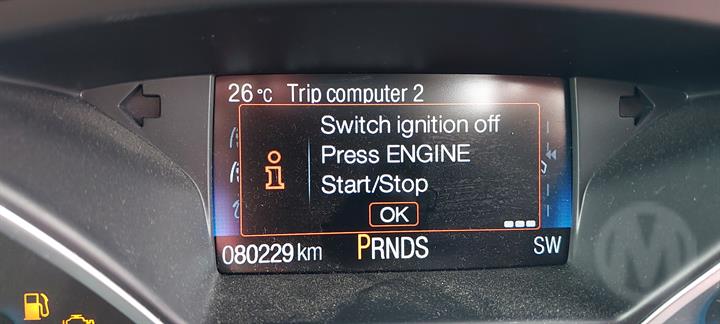 26 °C Trip computer 2
Switch ignition off
Press ENGINE
Start/Stop
OK
080229 km PRNDS SW
M